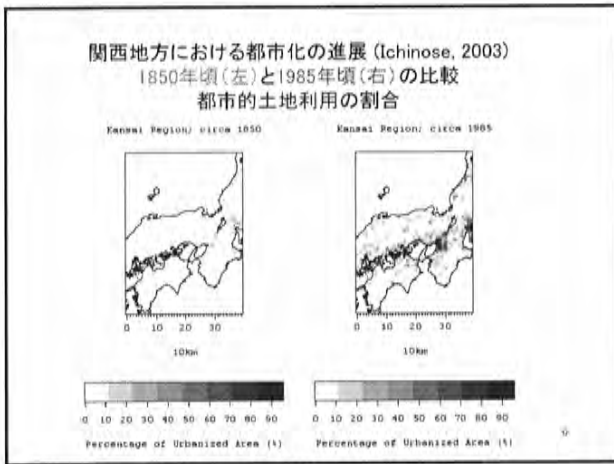 関西地方における都市化の進展 (Ichinose, 2003)
1850年頃(左)と1985年頃(右)の比較
都市的土地利用の割合
Kansai Region; circa 1850
Kansai Region; circa 1985
0 10 20 30
10km
0 10 20 30
10km
0 10 20 30 40 50 60 70 80 90
Percentage of Urbanized Area (%)
0 10 20 30 40 50 60 70 80 90
Percentage of Urbanized Area (%)